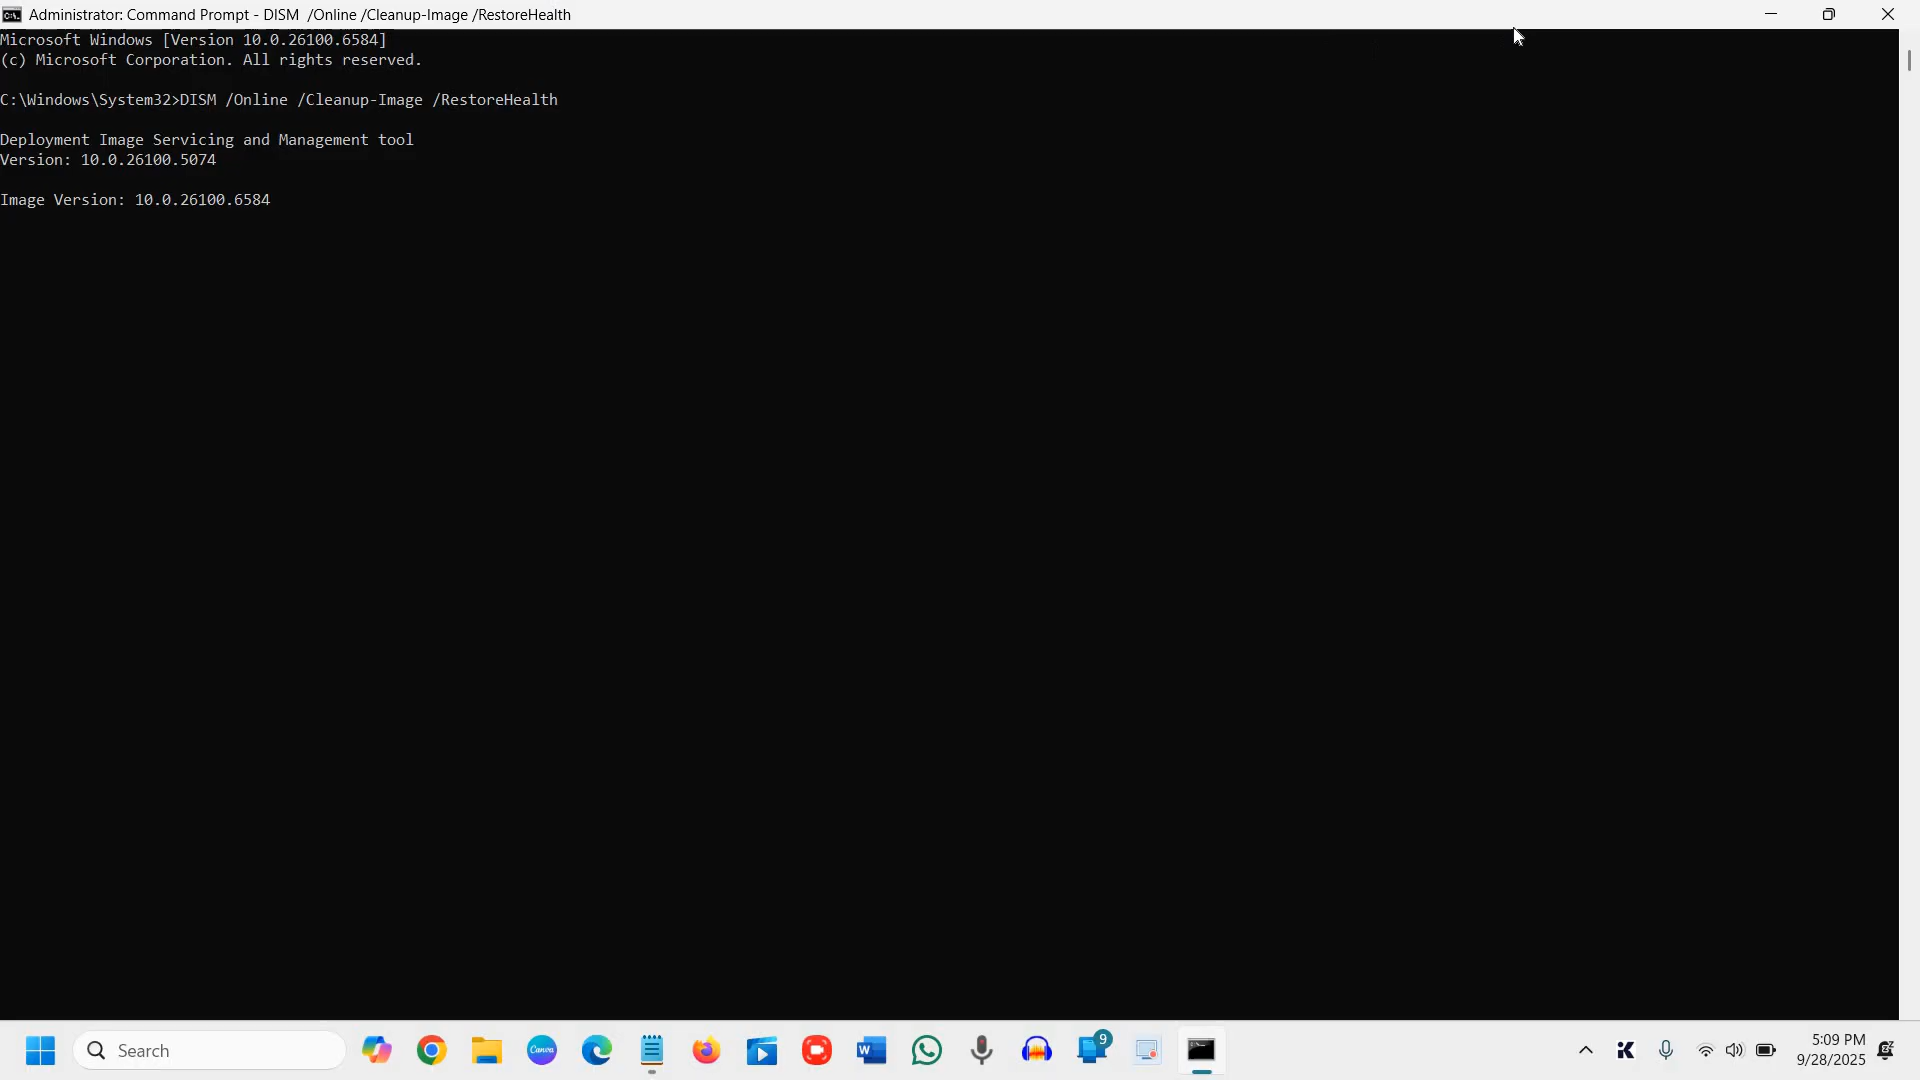 Administrator: Command Prompt - DISM  /Online /Cleanup-Image /RestoreHealth
Microsoft Windows [Version 10.0.26100.6584]
(c) Microsoft Corporation. All rights reserved.
C:\Windows\System32>DISM /Online /Cleanup-Image /RestoreHealth
Deployment Image Servicing and Management tool
Version: 10.0.26100.5074
Image Version: 10.0.26100.6584
Search
Canva
W
9
K
5:09 PM
9/28/2025